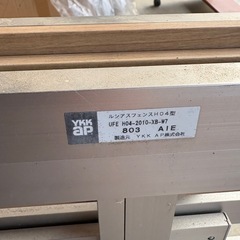 YKK
ap
ルシアスフェンスH04型
UFE H04-2010-XB-W7
803 AIE
製造元 YKK AP株式会社